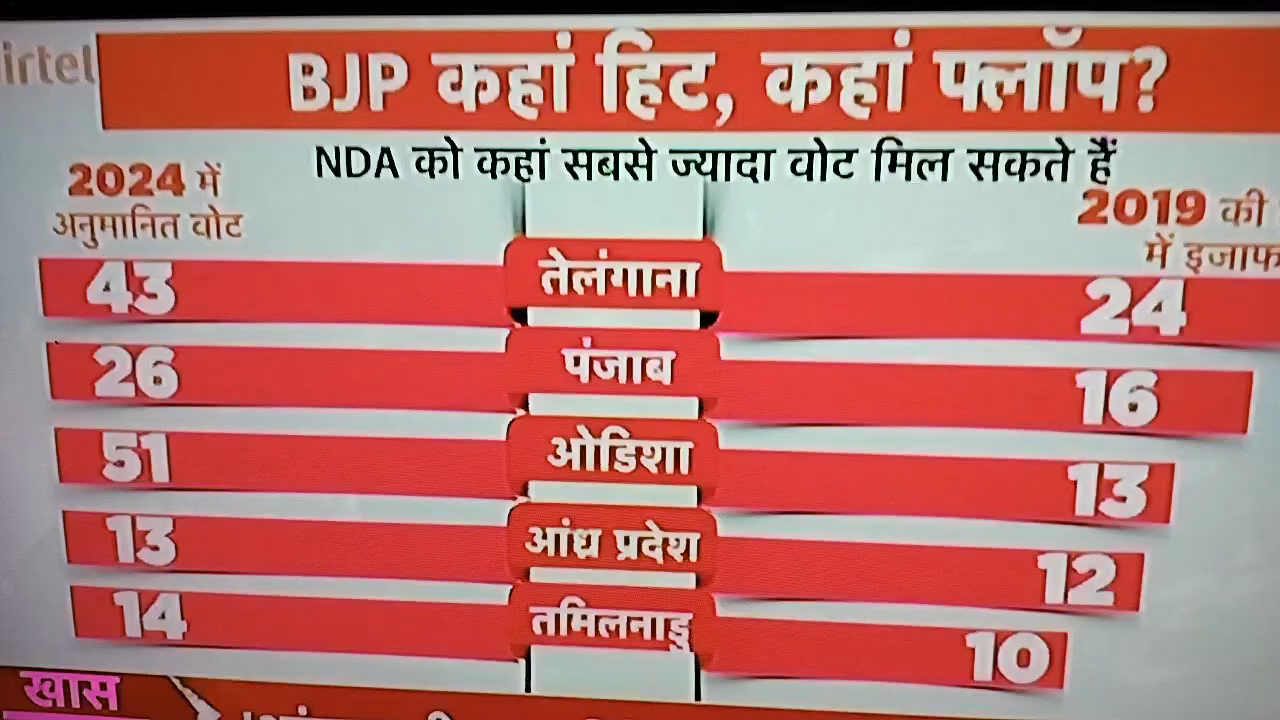 irtel
BJP कहां हिट, कहां फ्लॉप?
NDA को कहां सबसे ज्यादा वोट मिल सकते हैं
2024 में
अनुमानित वोट
2019 की
में इजाफ
43 तेलंगाना 24
26 पंजाब 16
51 ओडिशा 13
13 आंध्र प्रदेश 12
14 तमिलनाडु 10
खास